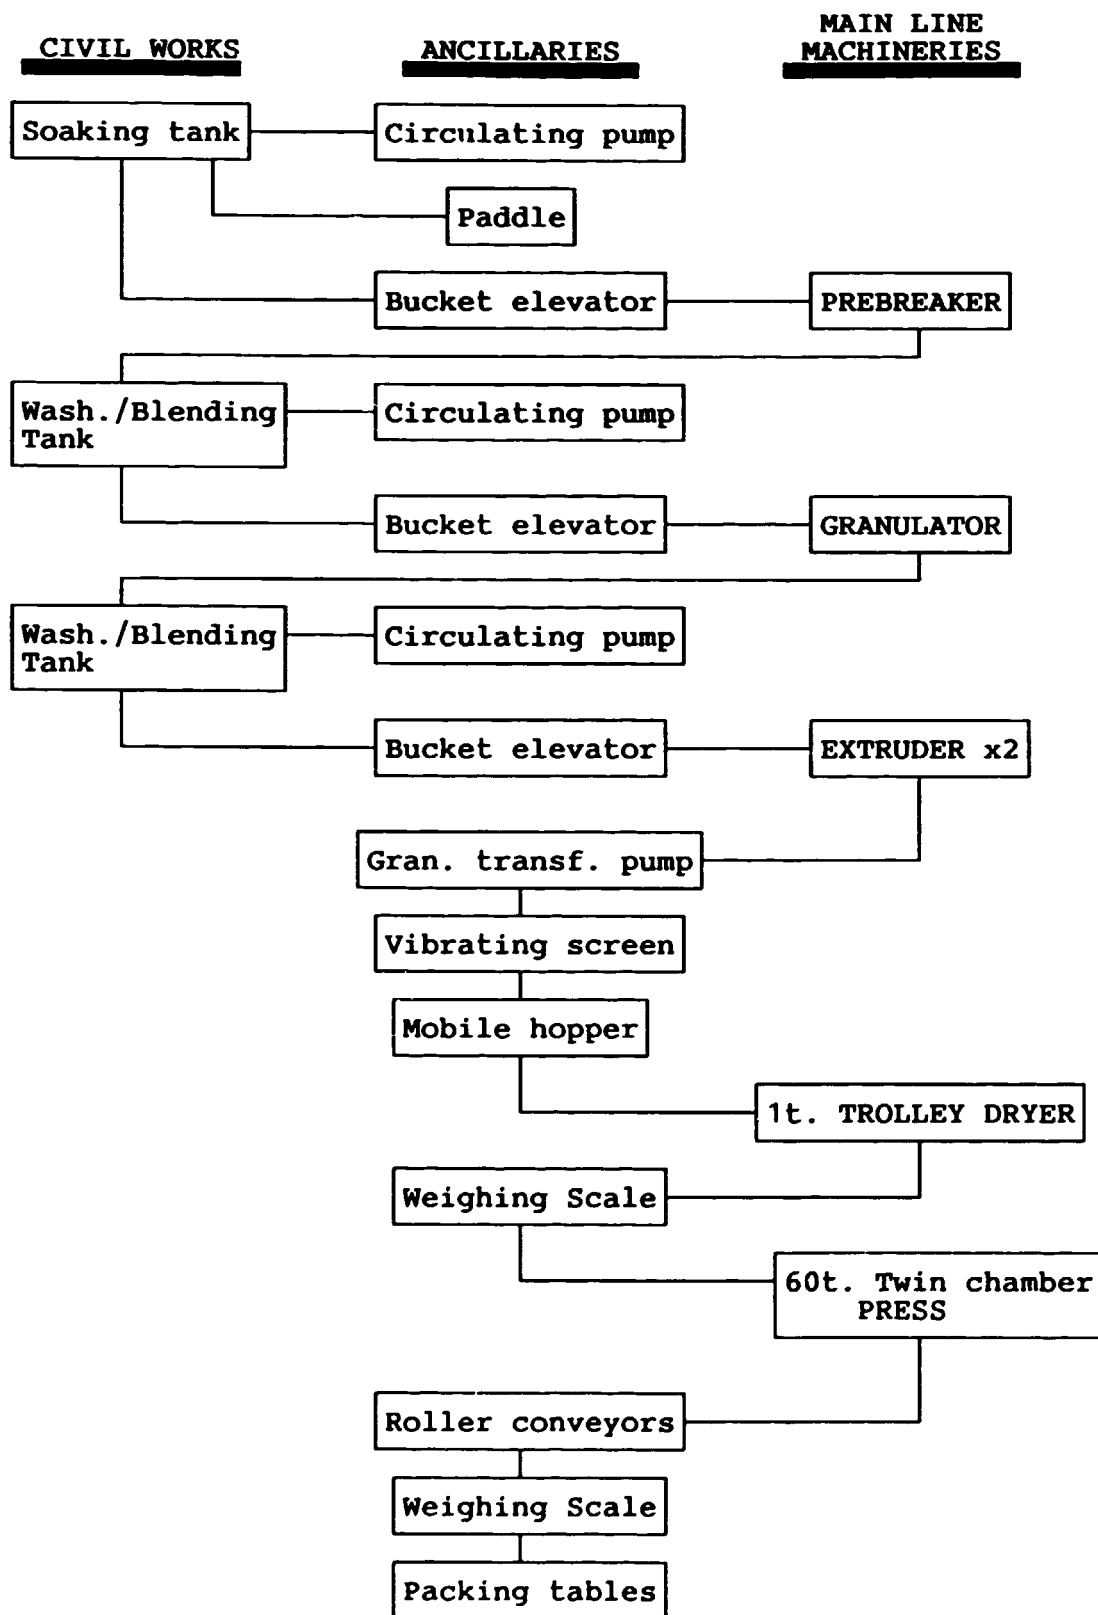 CIVIL WORKS
ANCILLARIES
MAIN LINE
MACHINERIES
Soaking tank
Circulating pump
Paddle
Bucket elevator
PREBREAKER
Wash./Blending
Tank
Circulating pump
Bucket elevator
GRANULATOR
Wash./Blending
Tank
Circulating pump
Bucket elevator
EXTRUDER x2
Gran. transf. pump
Vibrating screen
Mobile hopper
1t. TROLLEY DRYER
Weighing Scale
60t. Twin chamber
PRESS
Roller conveyors
Weighing Scale
Packing tables